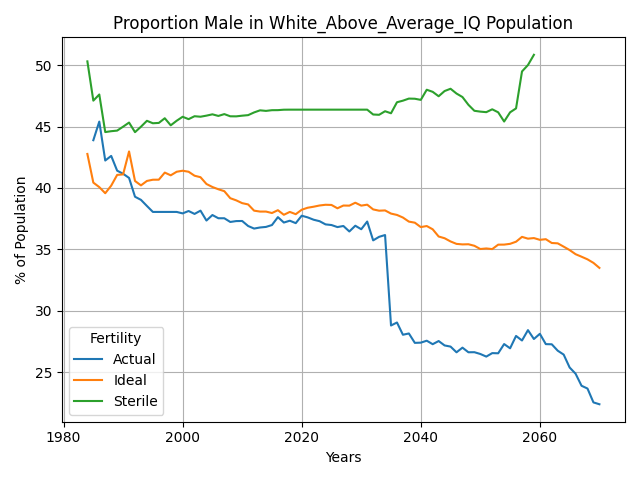 Proportion Male in White_Above_Average_IQ Population
% of Population
50
45
40
35
30
25
Fertility
Actual
Ideal
Sterile
1980
2000
2020
2040
2060
Years